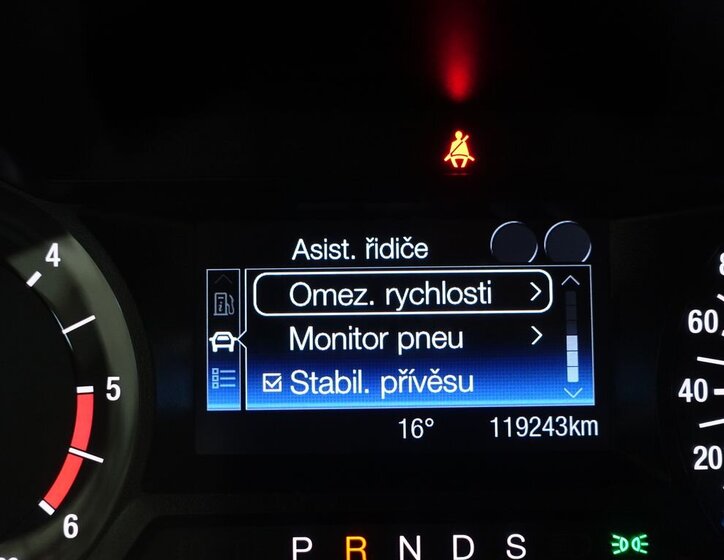 Asist. řidiče
Omez. rychlosti
Monitor pneu
Stabil. přívěsu
16° 119243km
4
5
6
60
40
20
P R N D S